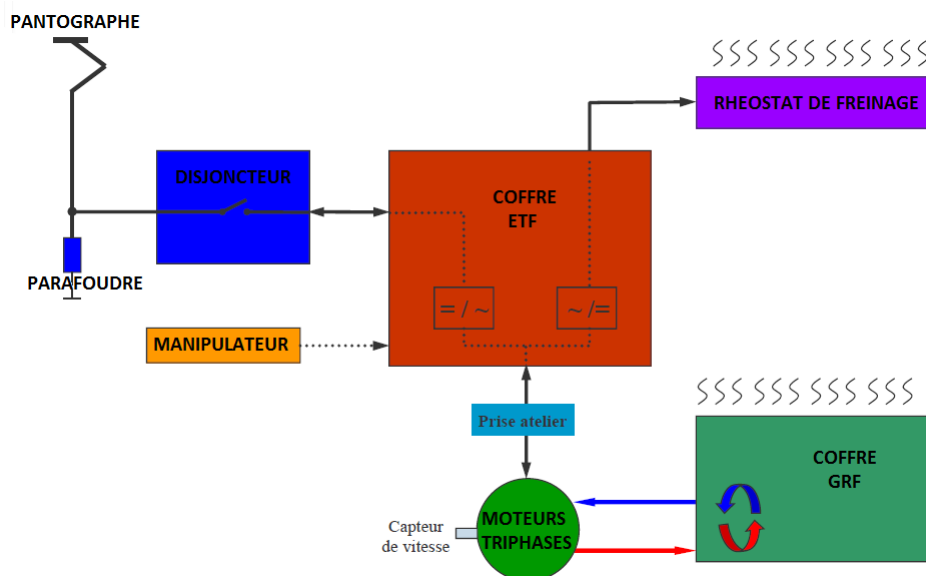 PANTOGRAPHE
RHEOSTAT DE FREINAGE
DISJONCTEUR
COFFRE
ETF
PARAFOUDRE
= / ~
~ /=
MANIPULATEUR
Prise atelier
COFFRE
GRF
Capteur
de vitesse
MOTEURS
TRIPHASES